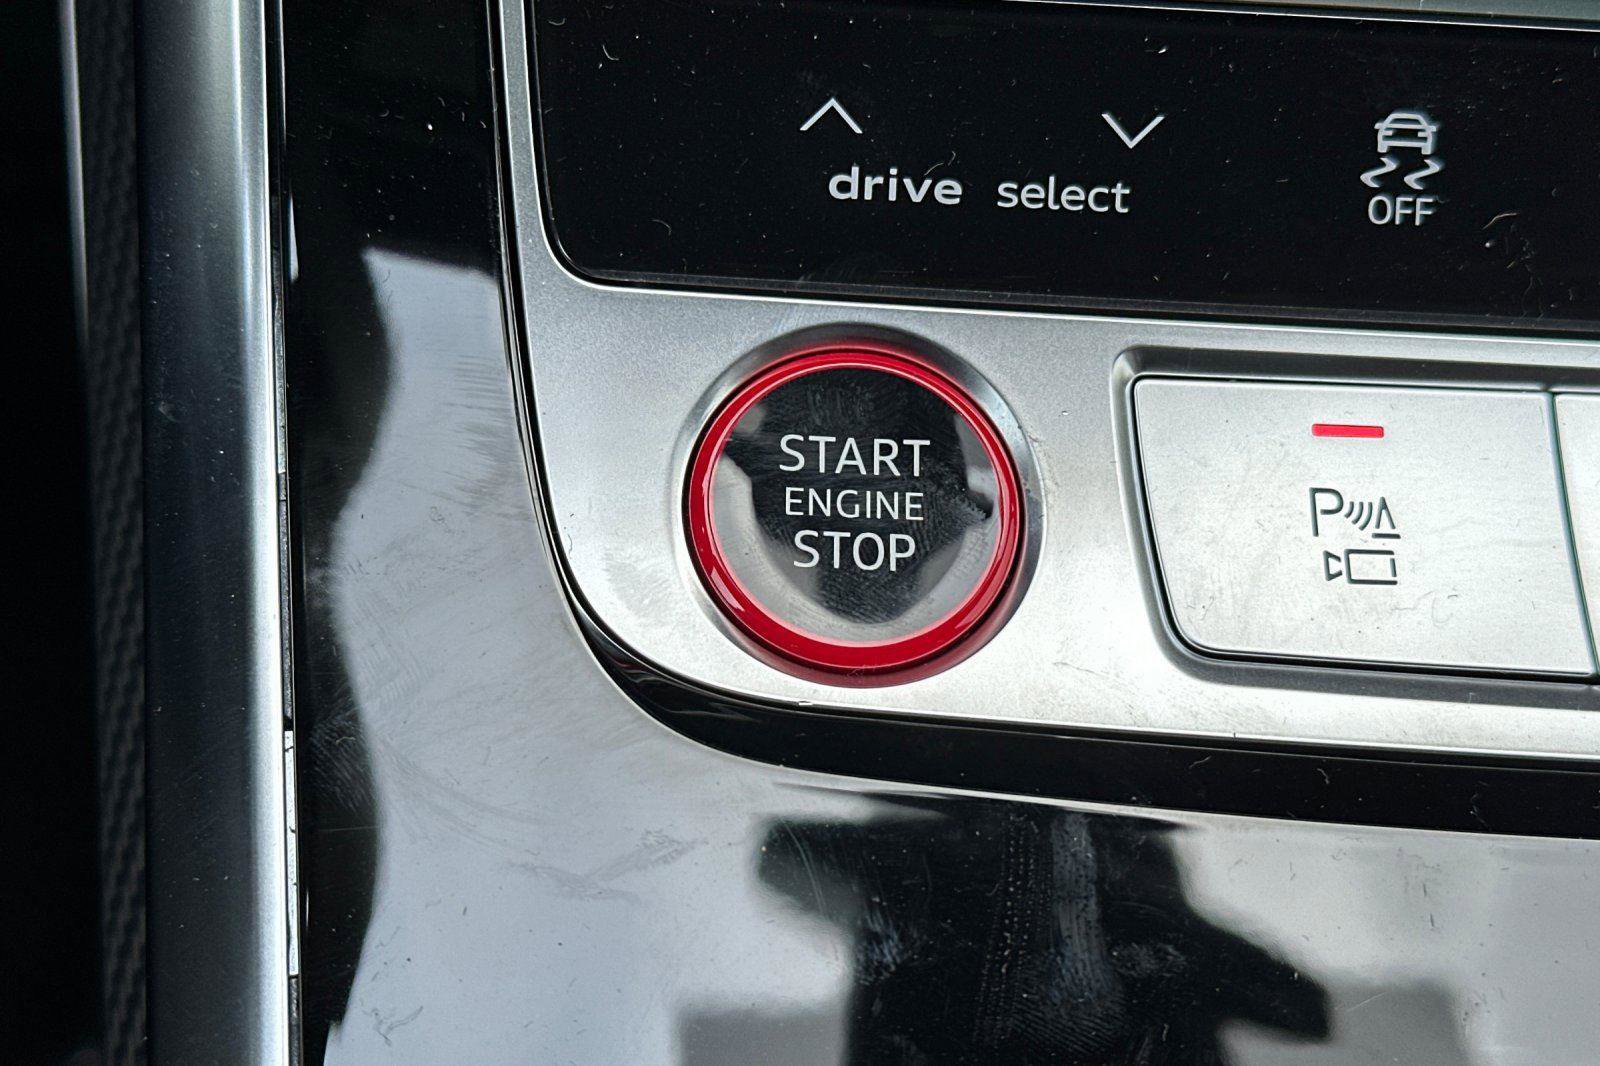 drive select
OFF
START
ENGINE
STOP
P